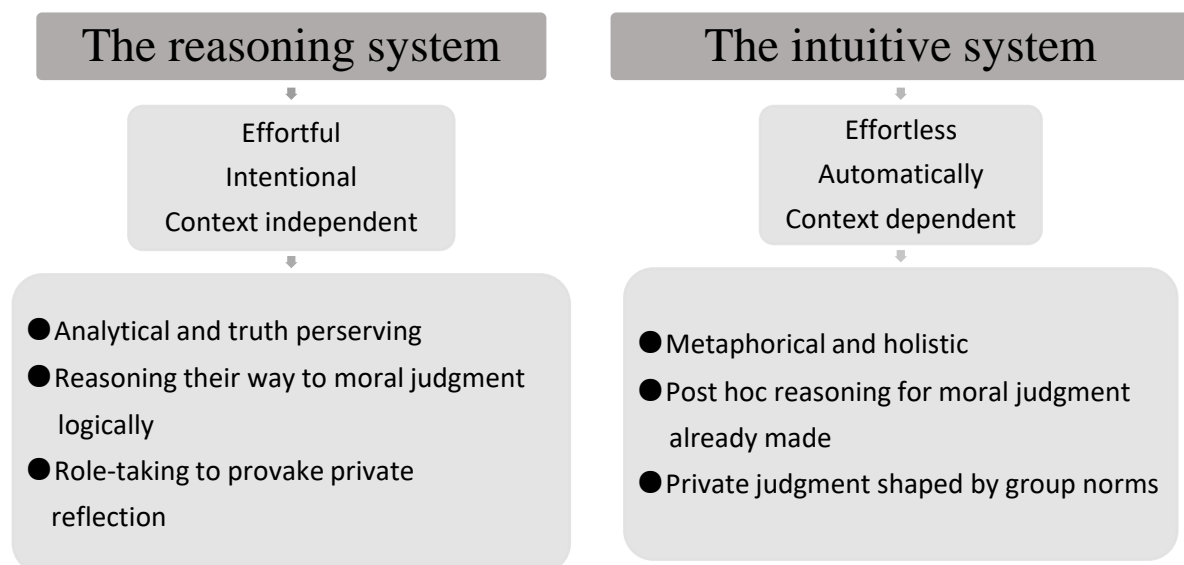 The reasoning system
Effortful
Intentional
Context independent
● Analytical and truth perserving
● Reasoning their way to moral judgment
logically
● Role-taking to provake private
reflection
The intuitive system
Effortless
Automatically
Context dependent
● Metaphorical and holistic
● Post hoc reasoning for moral judgment
already made
● Private judgment shaped by group norms